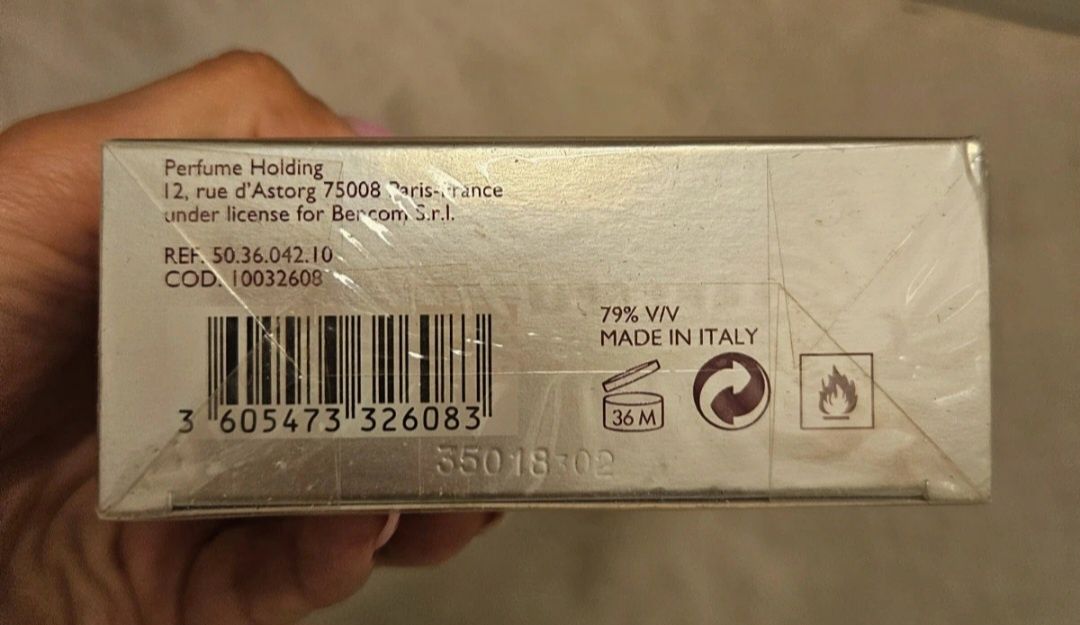 Perfume Holding
12, rue d'Astorg 75008 Paris-France
under license for Bencom S.r.l.
REF. 50.36.042.10
COD. 10032608
3 605473 326083
79% V/V
MADE IN ITALY
36 M
35018302